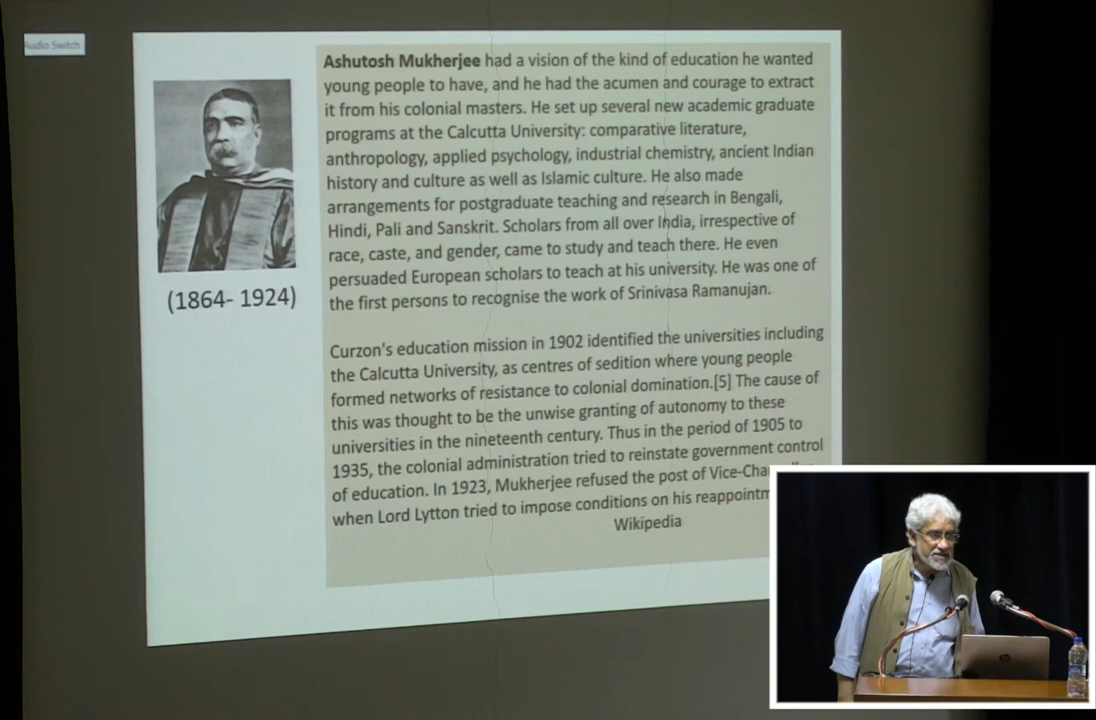 Audio Switch
Ashutosh Mukherjee had a vision of the kind of education he wanted
young people to have, and he had the acumen and courage to extract
it from his colonial masters. He set up several new academic graduate
programs at the Calcutta University: comparative literature,
anthropology, applied psychology, industrial chemistry, ancient Indian
history and culture as well as Islamic culture. He also made
arrangements for postgraduate teaching and research in Bengali,
Hindi, Pali and Sanskrit. Scholars from all over India, irrespective of
race, caste, and gender, came to study and teach there. He even
persuaded European scholars to teach at his university. He was one of
the first persons to recognise the work of Srinivasa Ramanujan.
(1864- 1924)
Curzon's education mission in 1902 identified the universities including
the Calcutta University, as centres of sedition where young people
formed networks of resistance to colonial domination.[5] The cause of
this was thought to be the unwise granting of autonomy to these
universities in the nineteenth century. Thus in the period of 1905 to
1935, the colonial administration tried to reinstate government control
of education. In 1923, Mukherjee refused the post of
when Lord Lytton tried to impose conditions on his
Wikipedia
hp